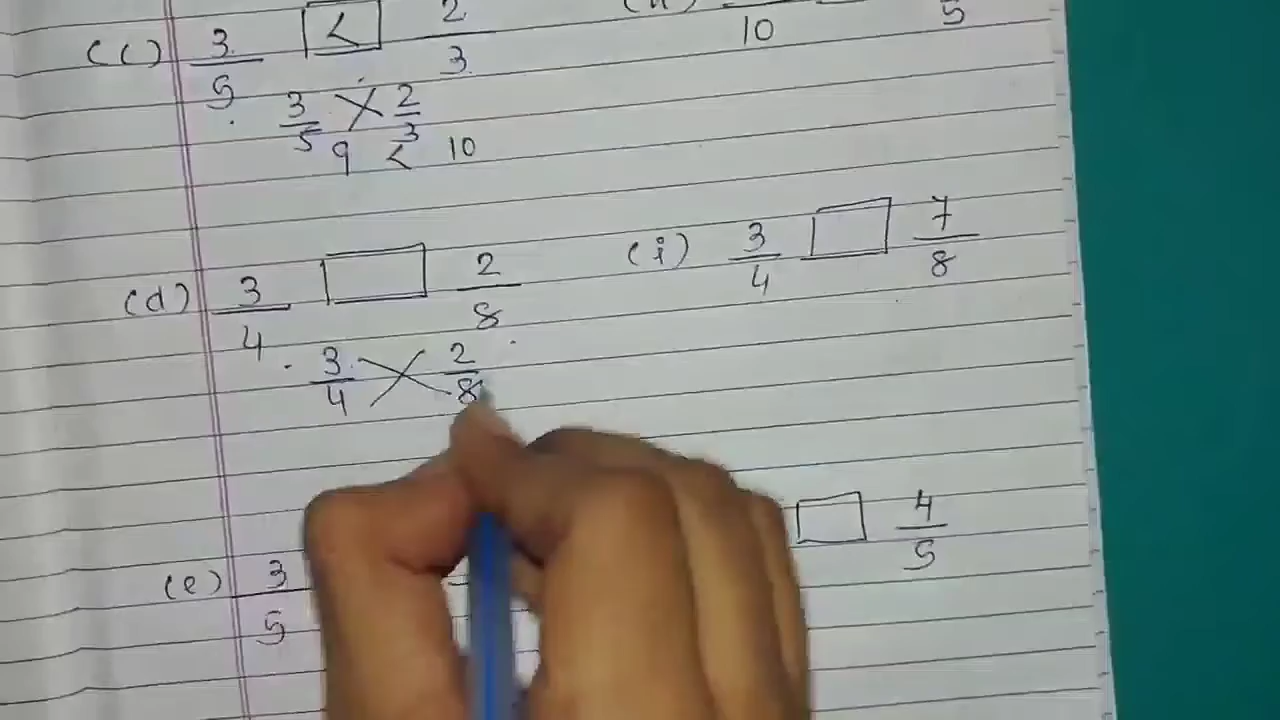 (c) 3/5 [<] 2/3
10 5
3/5 X 2/3
9 < 10
(d) 3/4 [ ] 2/8
(i) 3/4 [ ] 7/8
3/4 X 2/8
[ ] 4/5
(e) 3/5